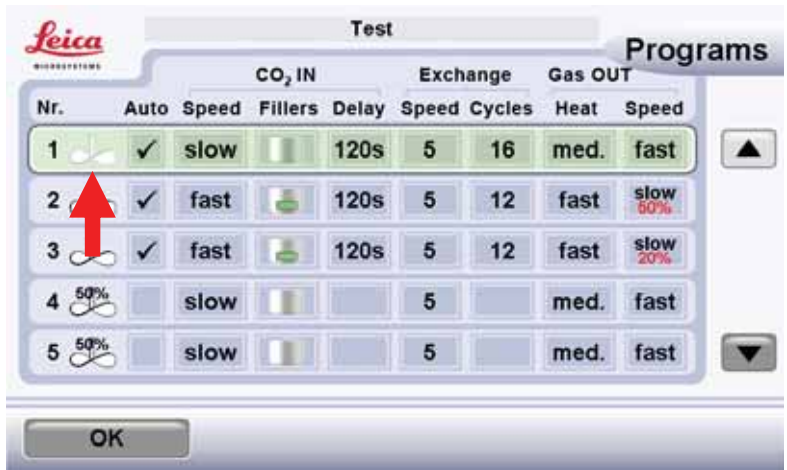 Leica
MICROSYSTEMS
Test
Programs
CO₂ IN Exchange Gas OUT
Nr. Auto Speed Fillers Delay Speed Cycles Heat Speed
1 ✓ slow 120s 5 16 med. fast
2 ✓ fast 120s 5 12 fast slow 50%
3 ✓ fast 120s 5 12 fast slow 20%
4 50% slow 5 med. fast
5 50% slow 5 med. fast
OK